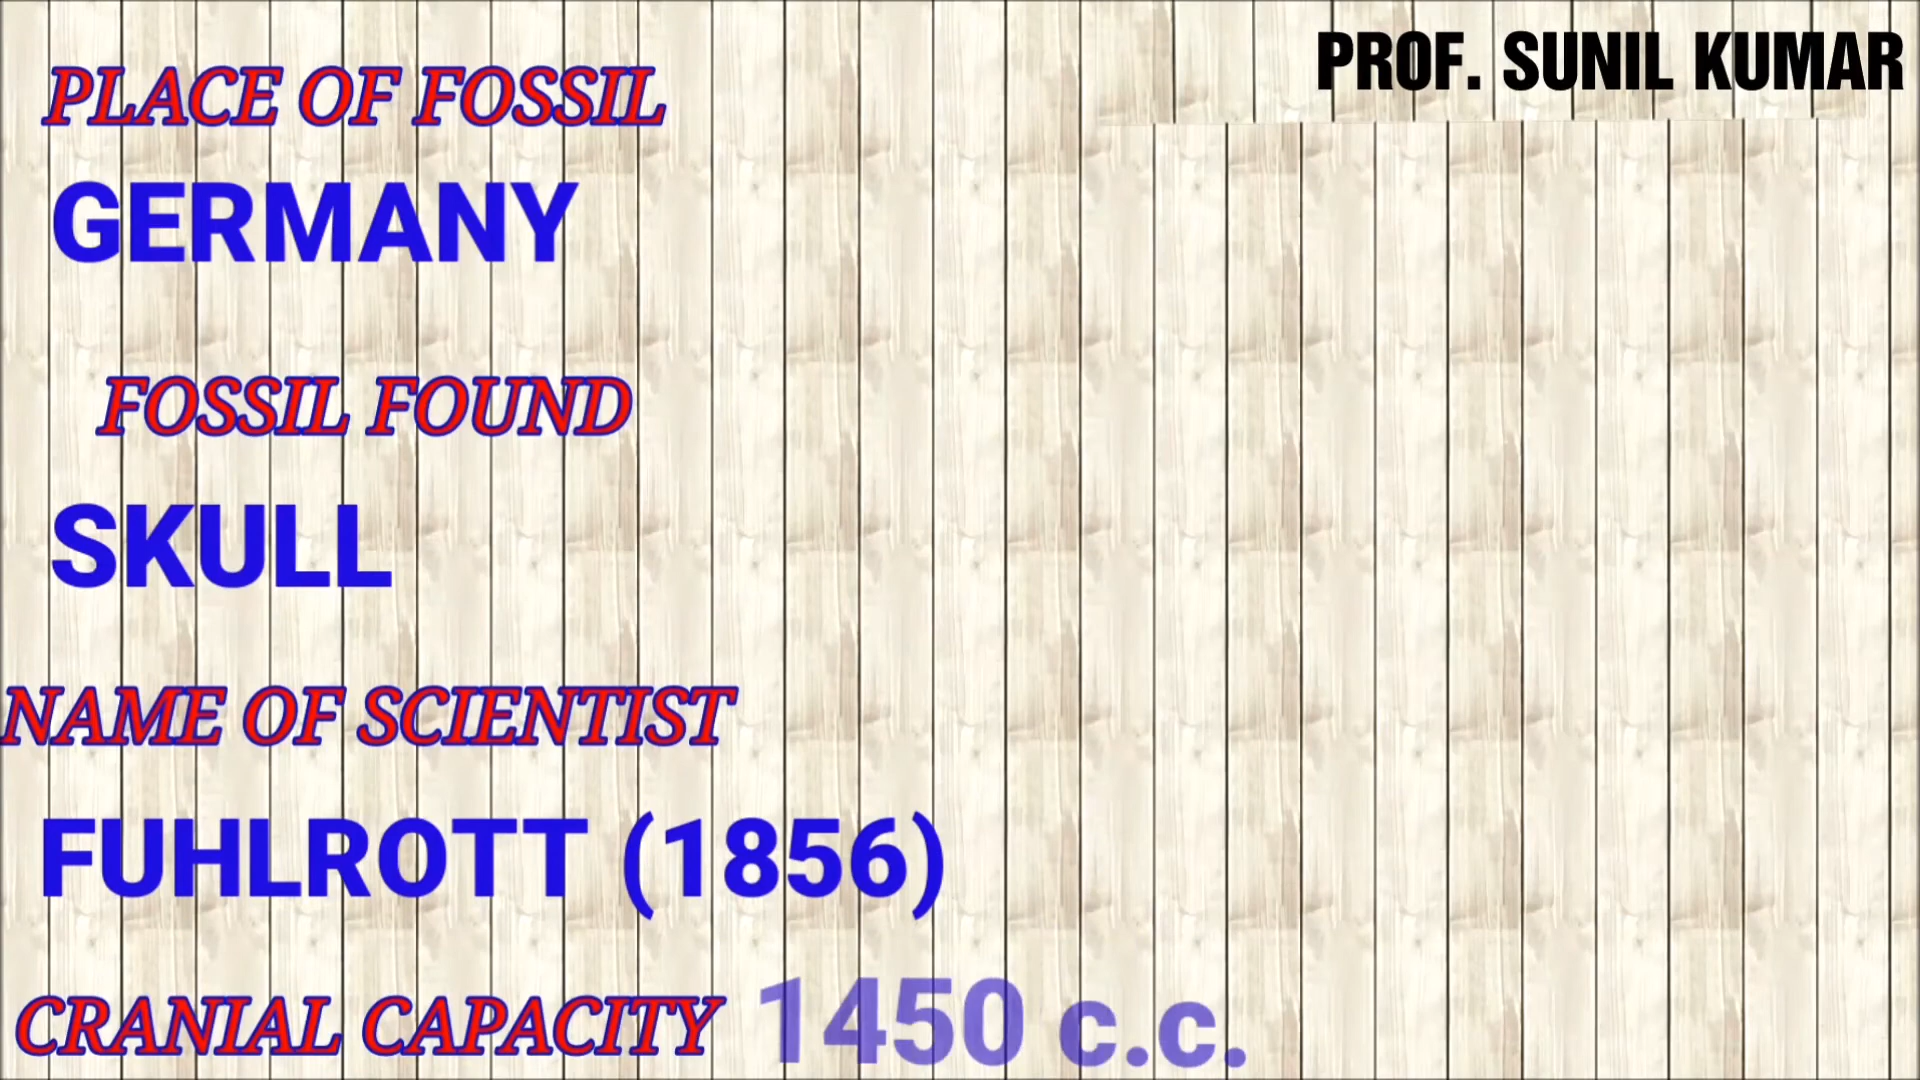 PROF. SUNIL KUMAR
PLACE OF FOSSIL
GERMANY
FOSSIL FOUND
SKULL
NAME OF SCIENTIST
FUHLROTT (1856)
CRANIAL CAPACITY 1450 c.c.